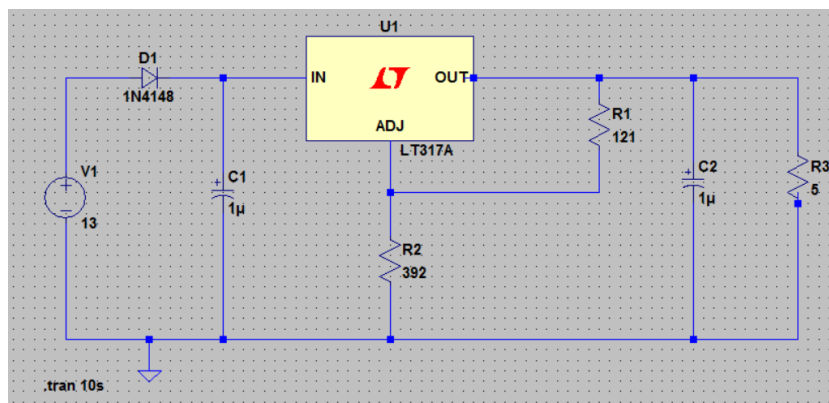 U1
D1
1N4148
IN
OUT
ADJ
LT317A
R1
121
V1
13
C1
1µ
C2
1µ
R3
5
R2
392
.tran 10s